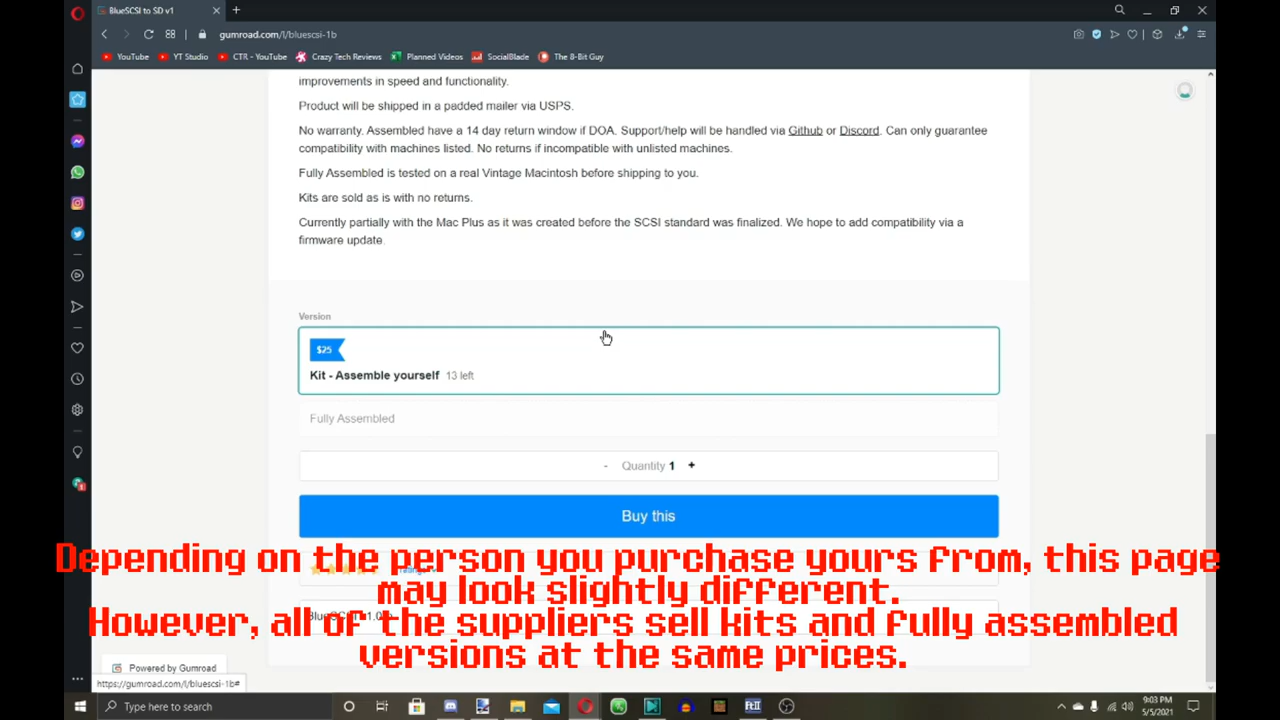 BlueSCSI to SD v1
gumroad.com/l/bluescsi-1b
YouTube YT Studio CTR - YouTube Crazy Tech Reviews Planned Videos SocialBlade The 8-Bit Guy
improvements in speed and functionality.
Product will be shipped in a padded mailer via USPS.
No warranty. Assembled have a 14 day return window if DOA. Support/help will be handled via Github or Discord. Can only guarantee
compatibility with machines listed. No returns if incompatible with unlisted machines.
Fully Assembled is tested on a real Vintage Macintosh before shipping to you.
Kits are sold as is with no returns.
Currently partially with the Mac Plus as it was created before the SCSI standard was finalized. We hope to add compatibility via a
firmware update.
Version
$25
Kit - Assemble yourself 13 left
Fully Assembled
- Quantity 1 +
Buy this
Depending on the person you purchase yours from, this page
may look slightly different.
However, all of the suppliers sell kits and fully assembled
versions at the same prices.
Powered by Gumroad
https://gumroad.com/l/bluescsi-1b#
Type here to search
9:03 PM
5/5/2021